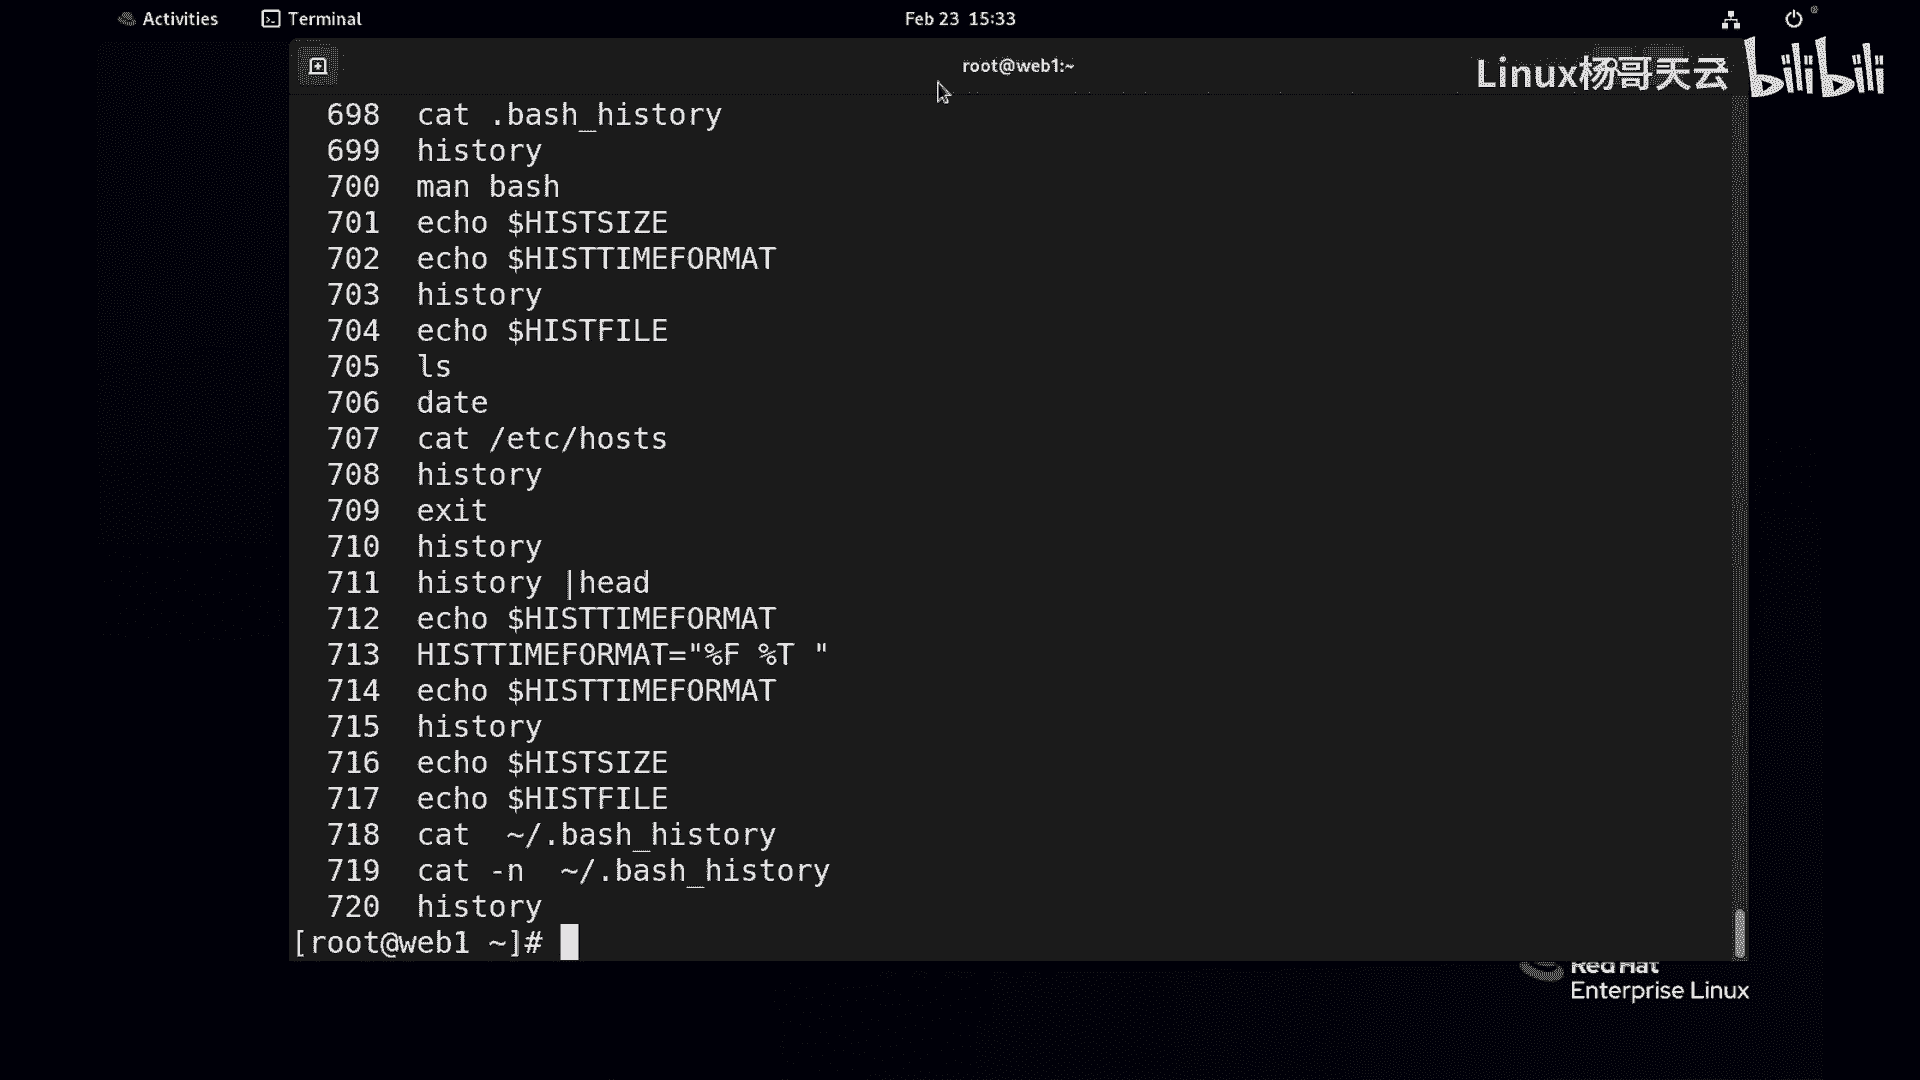 Activities Terminal Feb 23 15:33
root@web1:~
Linux杨哥天云 bilibili
698 cat .bash_history
699 history
700 man bash
701 echo $HISTSIZE
702 echo $HISTTIMEFORMAT
703 history
704 echo $HISTFILE
705 ls
706 date
707 cat /etc/hosts
708 history
709 exit
710 history
711 history |head
712 echo $HISTTIMEFORMAT
713 HISTTIMEFORMAT="%F %T "
714 echo $HISTTIMEFORMAT
715 history
716 echo $HISTSIZE
717 echo $HISTFILE
718 cat  ~/.bash_history
719 cat -n  ~/.bash_history
720 history
[root@web1 ~]#
Red Hat
Enterprise Linux